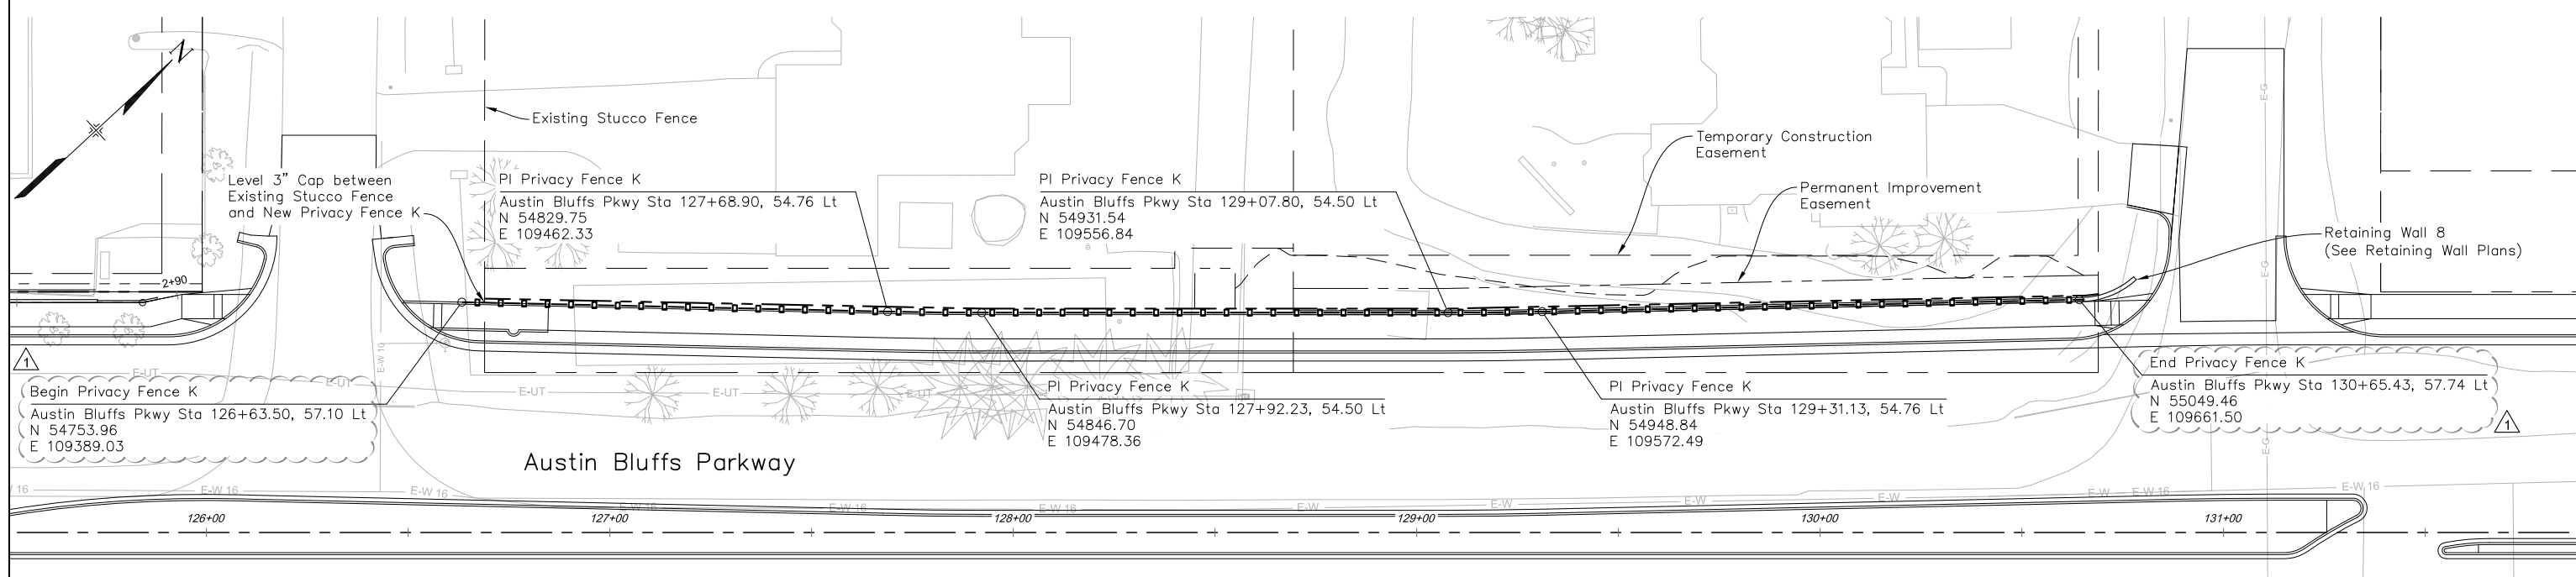 N
Existing Stucco Fence
Level 3” Cap between
Existing Stucco Fence
and New Privacy Fence K
PI Privacy Fence K
Austin Bluffs Pkwy Sta 127+68.90, 54.76 Lt
N 54829.75
E 109462.33
PI Privacy Fence K
Austin Bluffs Pkwy Sta 129+07.80, 54.50 Lt
N 54931.54
E 109556.84
Temporary Construction
Easement
Permanent Improvement
Easement
Retaining Wall 8
(See Retaining Wall Plans)
E-G
E-G
2+90
E-W 10
1
E-UT
E-UT
E-UT
E-UT
E-UT
Begin Privacy Fence K
Austin Bluffs Pkwy Sta 126+63.50, 57.10 Lt
N 54753.96
E 109389.03
PI Privacy Fence K
Austin Bluffs Pkwy Sta 127+92.23, 54.50 Lt
N 54846.70
E 109478.36
PI Privacy Fence K
Austin Bluffs Pkwy Sta 129+31.13, 54.76 Lt
N 54948.84
E 109572.49
End Privacy Fence K
Austin Bluffs Pkwy Sta 130+65.43, 57.74 Lt
N 55049.46
E 109661.50
1
E-G
Austin Bluffs Parkway
16
E-W 16
E-W 16
E-W 16
E-W 16
E-W 16
E-W
E-W
E-W
E-W
E-W
E-W 16
E-W 16
126+00
127+00
128+00
129+00
130+00
131+00